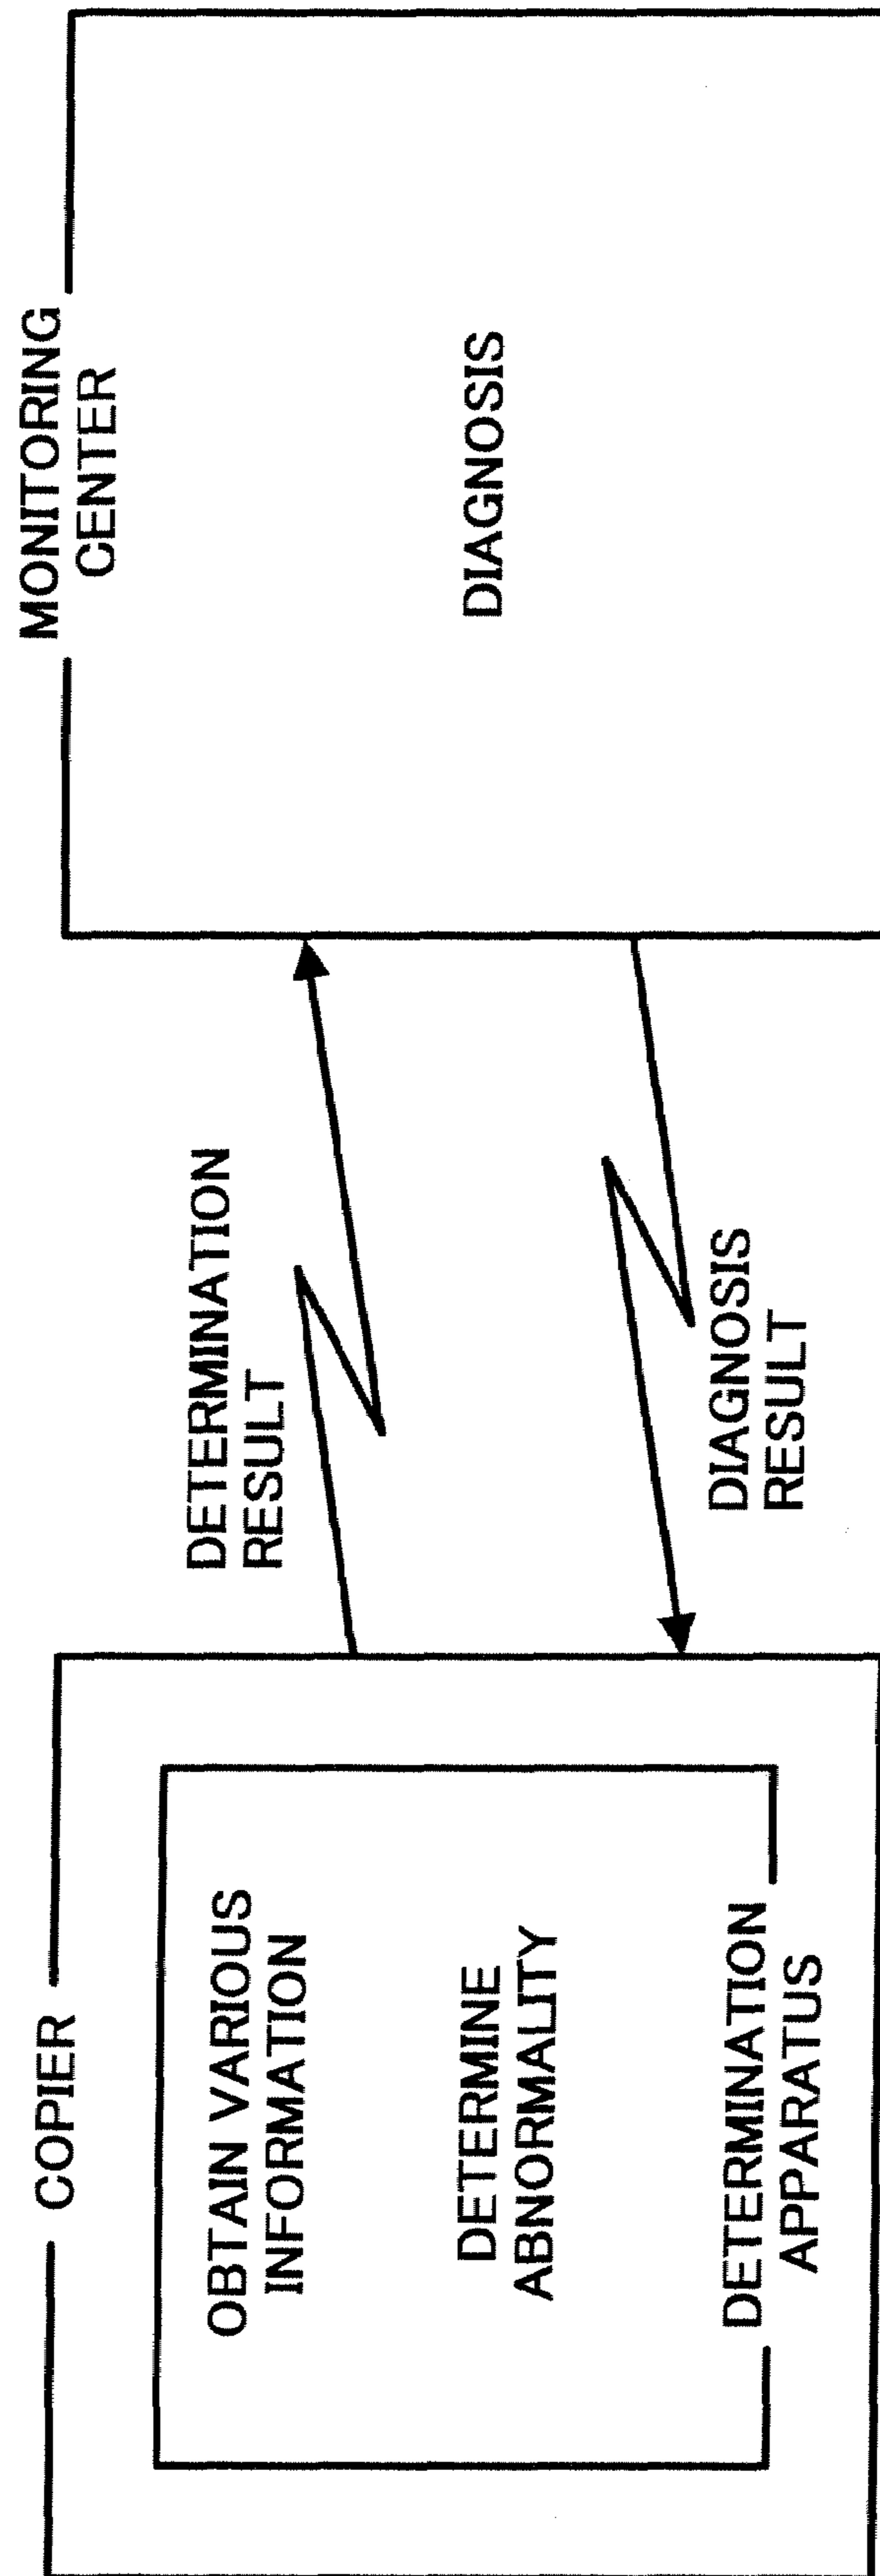 COPIER
OBTAIN VARIOUS
INFORMATION
DETERMINE
ABNORMALITY
DETERMINATION
APPARATUS
DETERMINATION
RESULT
DIAGNOSIS
RESULT
MONITORING
CENTER
DIAGNOSIS